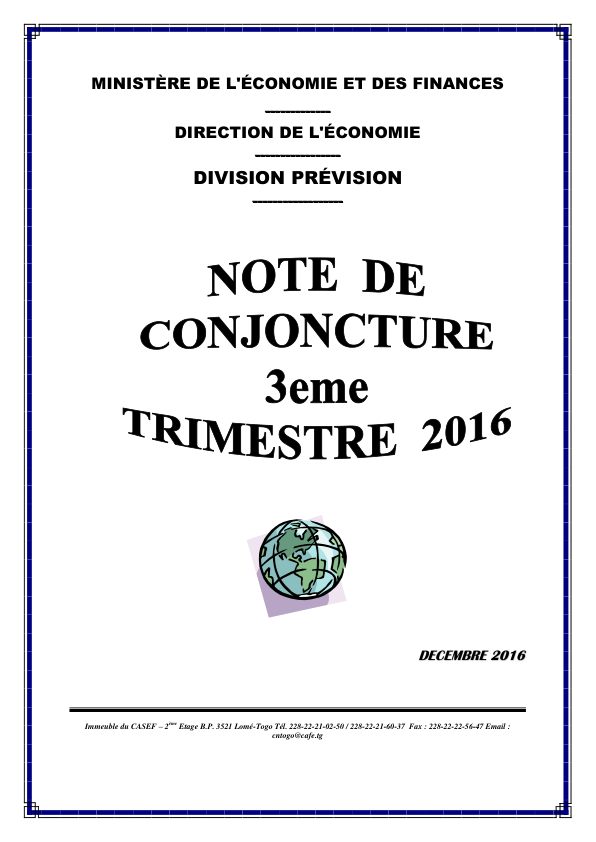 MINISTÈRE DE L'ÉCONOMIE ET DES FINANCES
-------------
DIRECTION DE L'ÉCONOMIE
-----------------
DIVISION PRÉVISION
------------------
NOTE DE
CONJONCTURE
3eme
TRIMESTRE 2016
DECEMBRE 2016
Immeuble du CASEF – 2ème Etage B.P. 3521 Lomé-Togo Tél. 228-22-21-02-50 / 228-22-21-60-37 Fax : 228-22-22-56-47 Email :
cntogo@cafe.tg